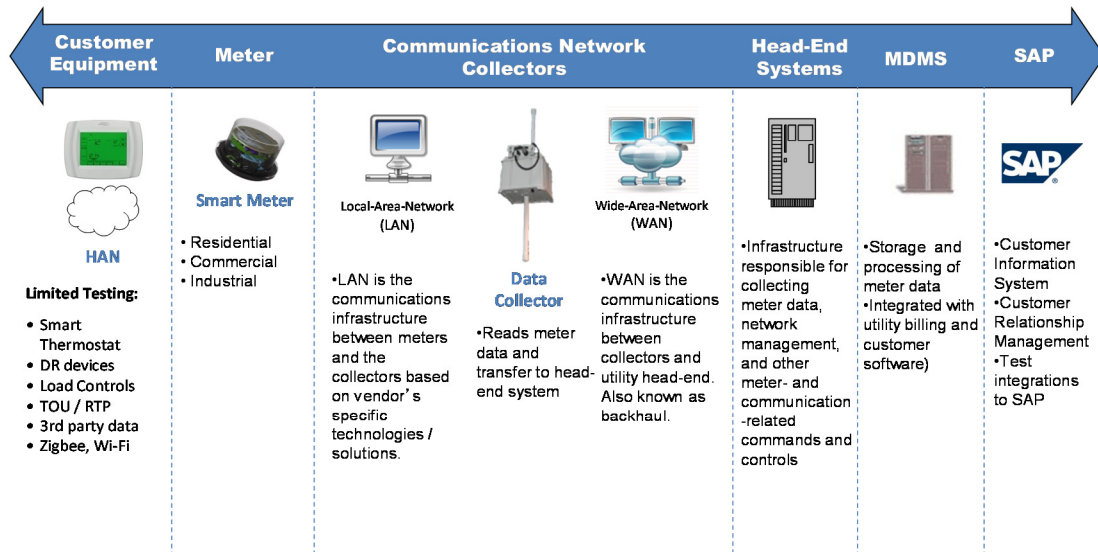 Customer
Equipment
Meter
Communications Network
Collectors
Head-End
Systems
MDMS
SAP
HAN
Limited Testing:
• Smart
Thermostat
• DR devices
• Load Controls
• TOU / RTP
• 3rd party data
• Zigbee, Wi-Fi
Smart Meter
• Residential
• Commercial
• Industrial
Local-Area-Network
(LAN)
•LAN is the
communications
infrastructure
between meters
and the
collectors based
on vendor's
specific
technologies /
solutions.
Data
Collector
•Reads meter
data and
transfer to head-
end system
Wide-Area-Network
(WAN)
•WAN is the
communications
infrastructure
between
collectors and
utility head-end.
Also known as
backhaul.
•Infrastructure
responsible for
collecting
meter data,
network
management,
and other
meter- and
communication
-related
commands and
controls
•Storage and
processing of
meter data
•Integrated with
utility billing and
customer
software)
SAP®
•Customer
Information
System
•Customer
Relationship
Management
•Test
integrations
to SAP